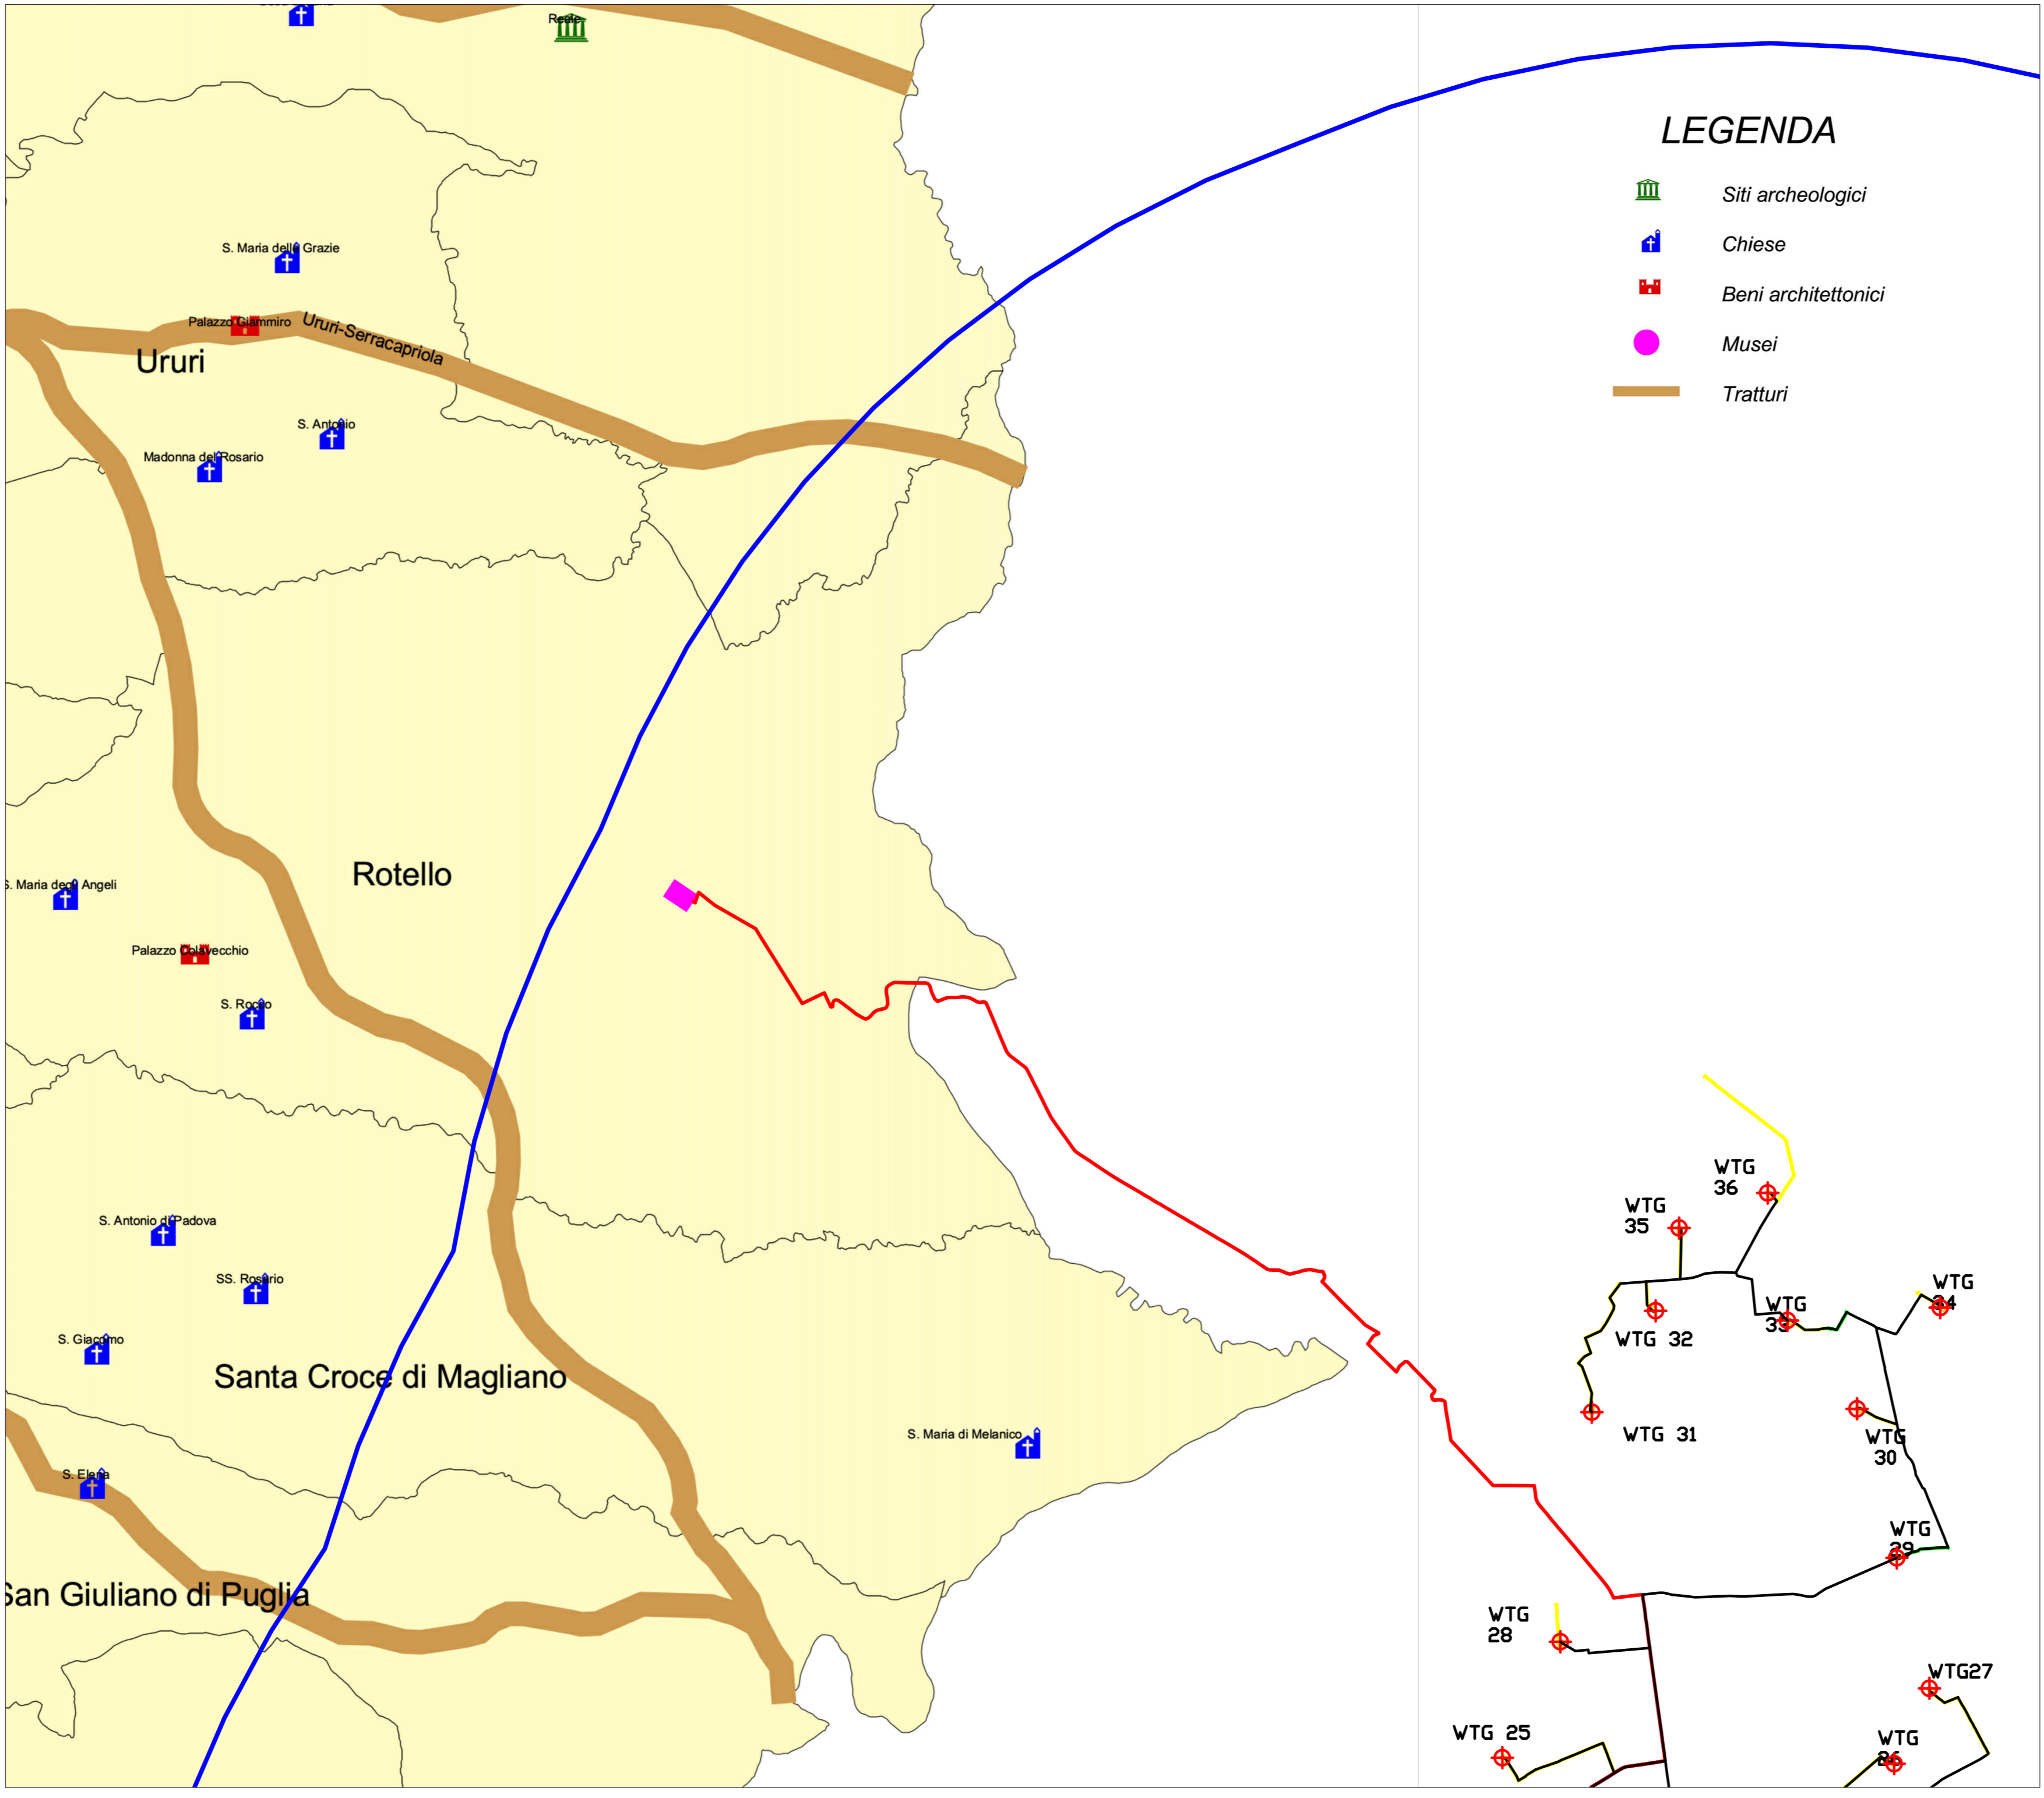 Reale
LEGENDA
Siti archeologici
Chiese
Beni architettonici
Musei
Tratturi
S. Maria delle Grazie
Palazzo Giammiro
Ururi-Serracapriola
Ururi
S. Antonio
Madonna del Rosario
Rotello
S. Maria degli Angeli
Palazzo Colavecchio
S. Rocco
S. Antonio di Padova
SS. Rosario
S. Giacomo
Santa Croce di Magliano
S. Maria di Melanico
S. Elena
San Giuliano di Puglia
WTG
36
WTG
35
WTG
34
WTG
33
WTG 32
WTG 31
WTG
30
WTG
29
WTG
28
WTG27
WTG 25
WTG
26